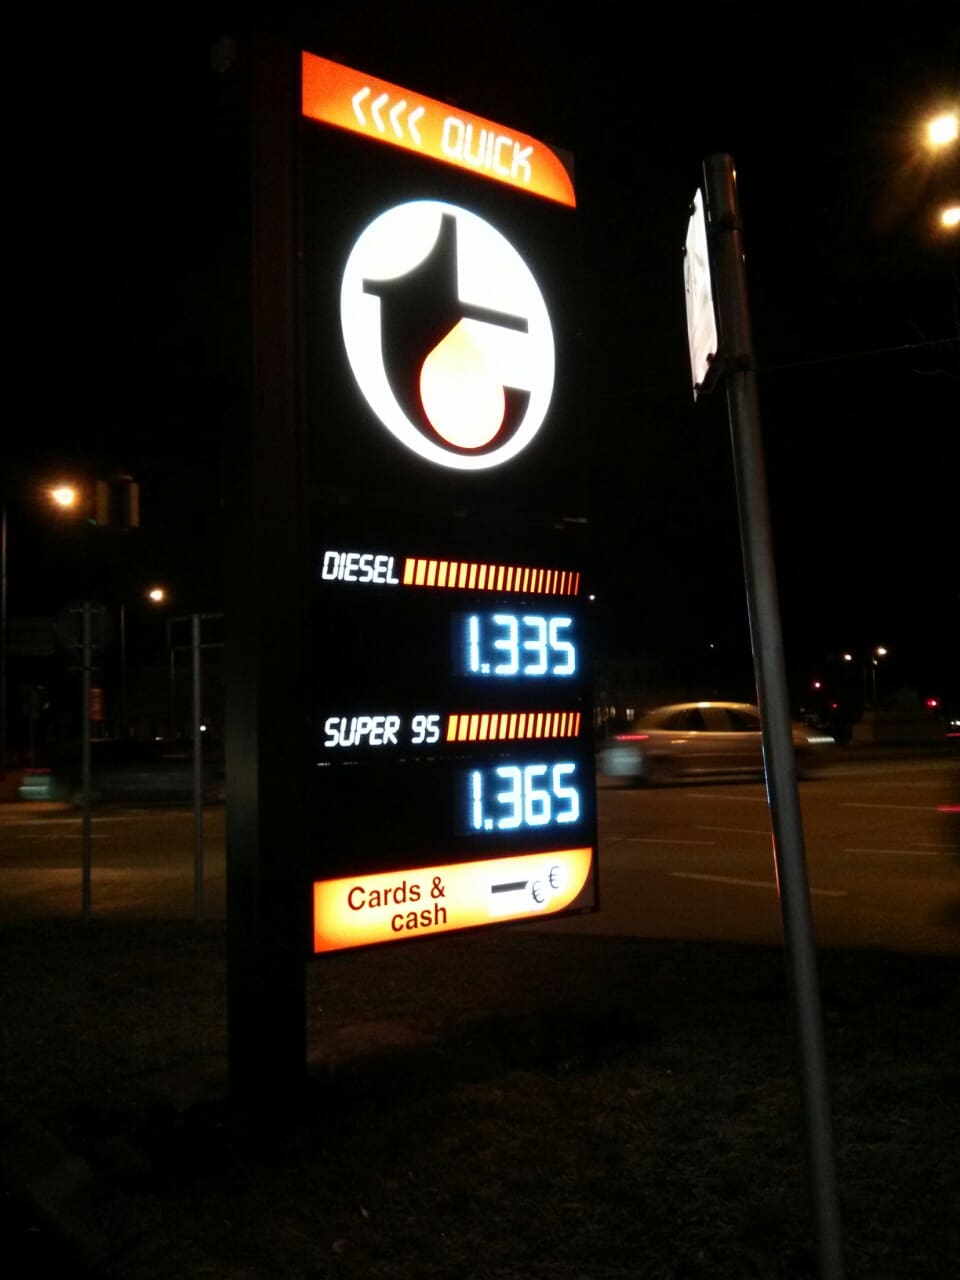 <<<< QUICK
DIESEL
1.335
SUPER 95
1.365
Cards &
cash
€€